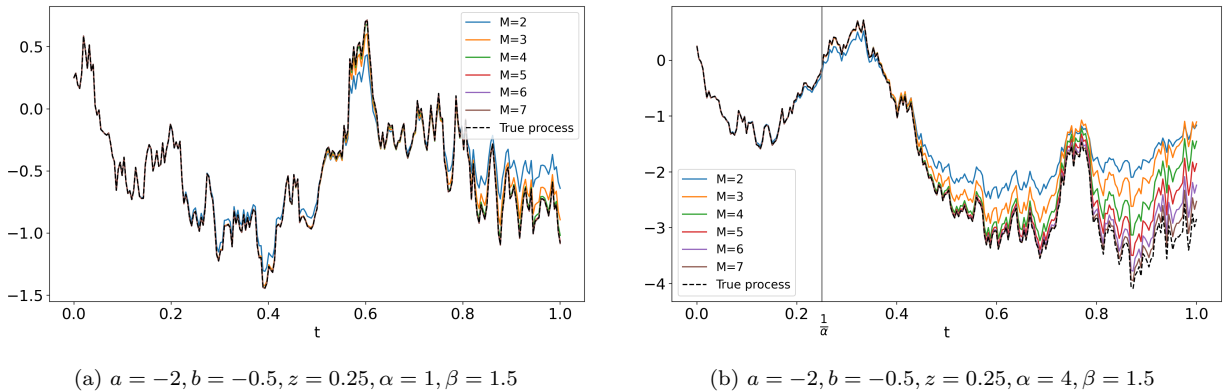 0.5
0.0
−0.5
−1.0
−1.5
0.0
0.2
0.4
0.6
0.8
1.0
t
M=2
M=3
M=4
M=5
M=6
M=7
True process
(a) a = −2, b = −0.5, z = 0.25, α = 1, β = 1.5
0
−1
−2
−3
−4
0.0
0.2
1/α
0.4
0.6
0.8
1.0
t
M=2
M=3
M=4
M=5
M=6
M=7
True process
(b) a = −2, b = −0.5, z = 0.25, α = 4, β = 1.5